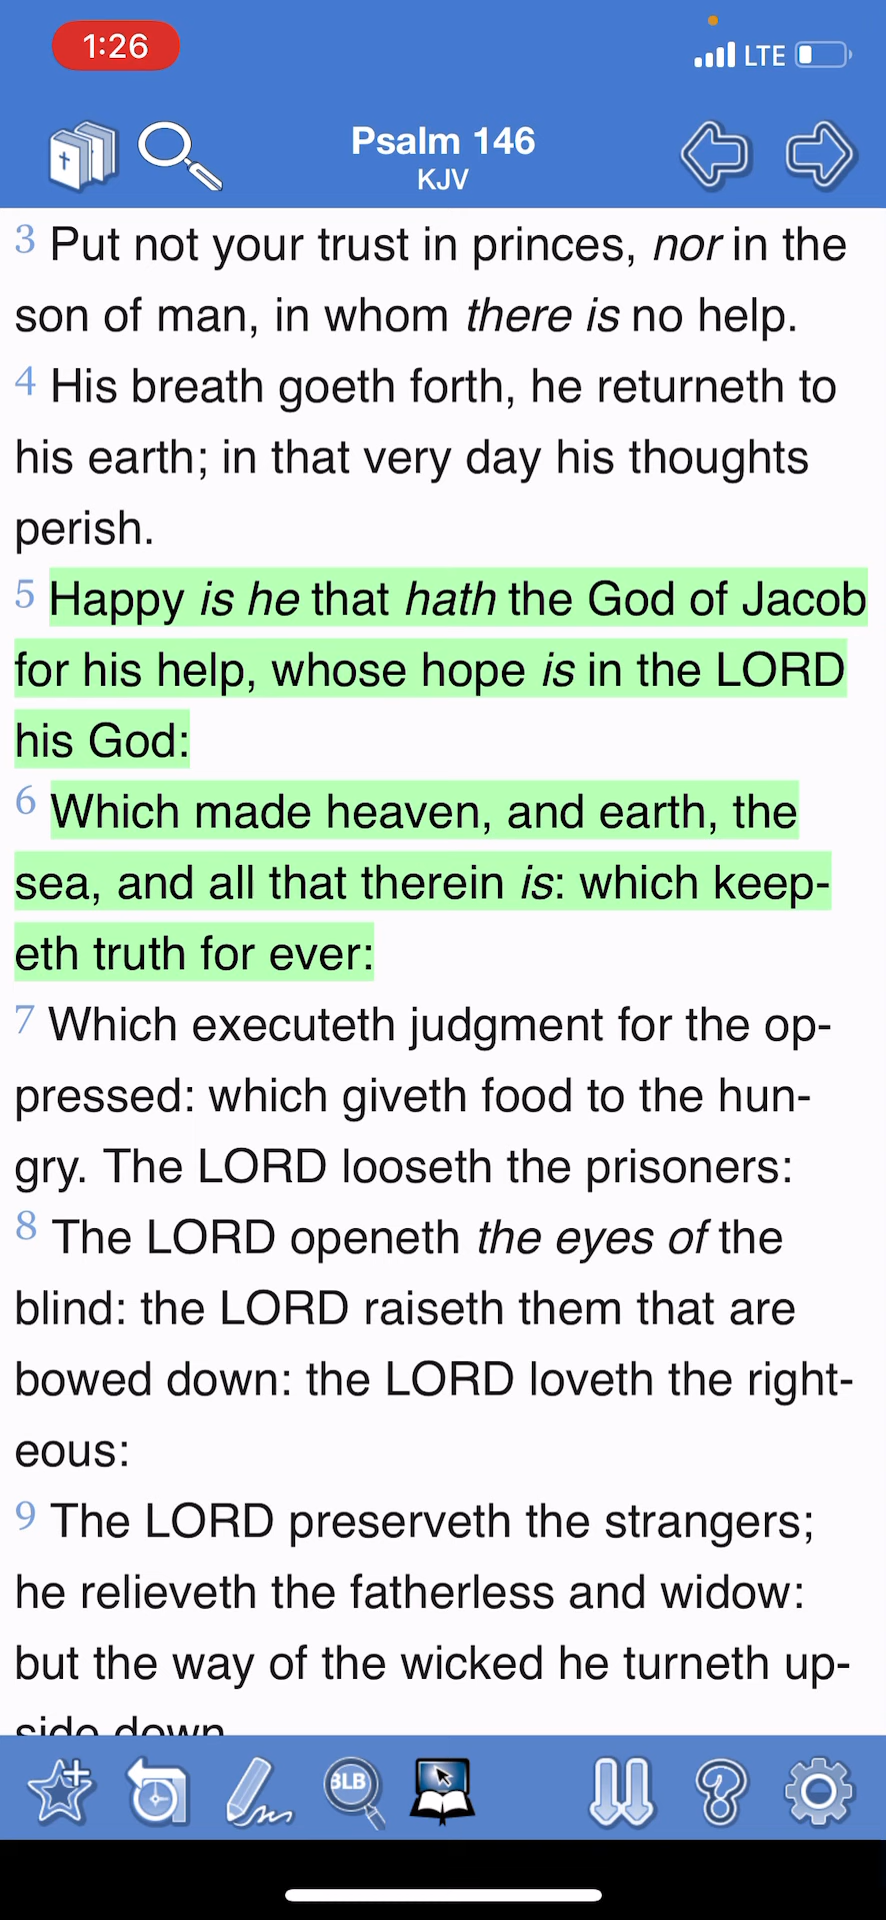 1:26
LTE
Psalm 146
KJV
3 Put not your trust in princes, nor in the
son of man, in whom there is no help.
4 His breath goeth forth, he returneth to
his earth; in that very day his thoughts
perish.
5 Happy is he that hath the God of Jacob
for his help, whose hope is in the LORD
his God:
6 Which made heaven, and earth, the
sea, and all that therein is: which keep-
eth truth for ever:
7 Which executeth judgment for the op-
pressed: which giveth food to the hun-
gry. The LORD looseth the prisoners:
8 The LORD openeth the eyes of the
blind: the LORD raiseth them that are
bowed down: the LORD loveth the right-
eous:
9 The LORD preserveth the strangers;
he relieveth the fatherless and widow:
but the way of the wicked he turneth up-
side down
BLB